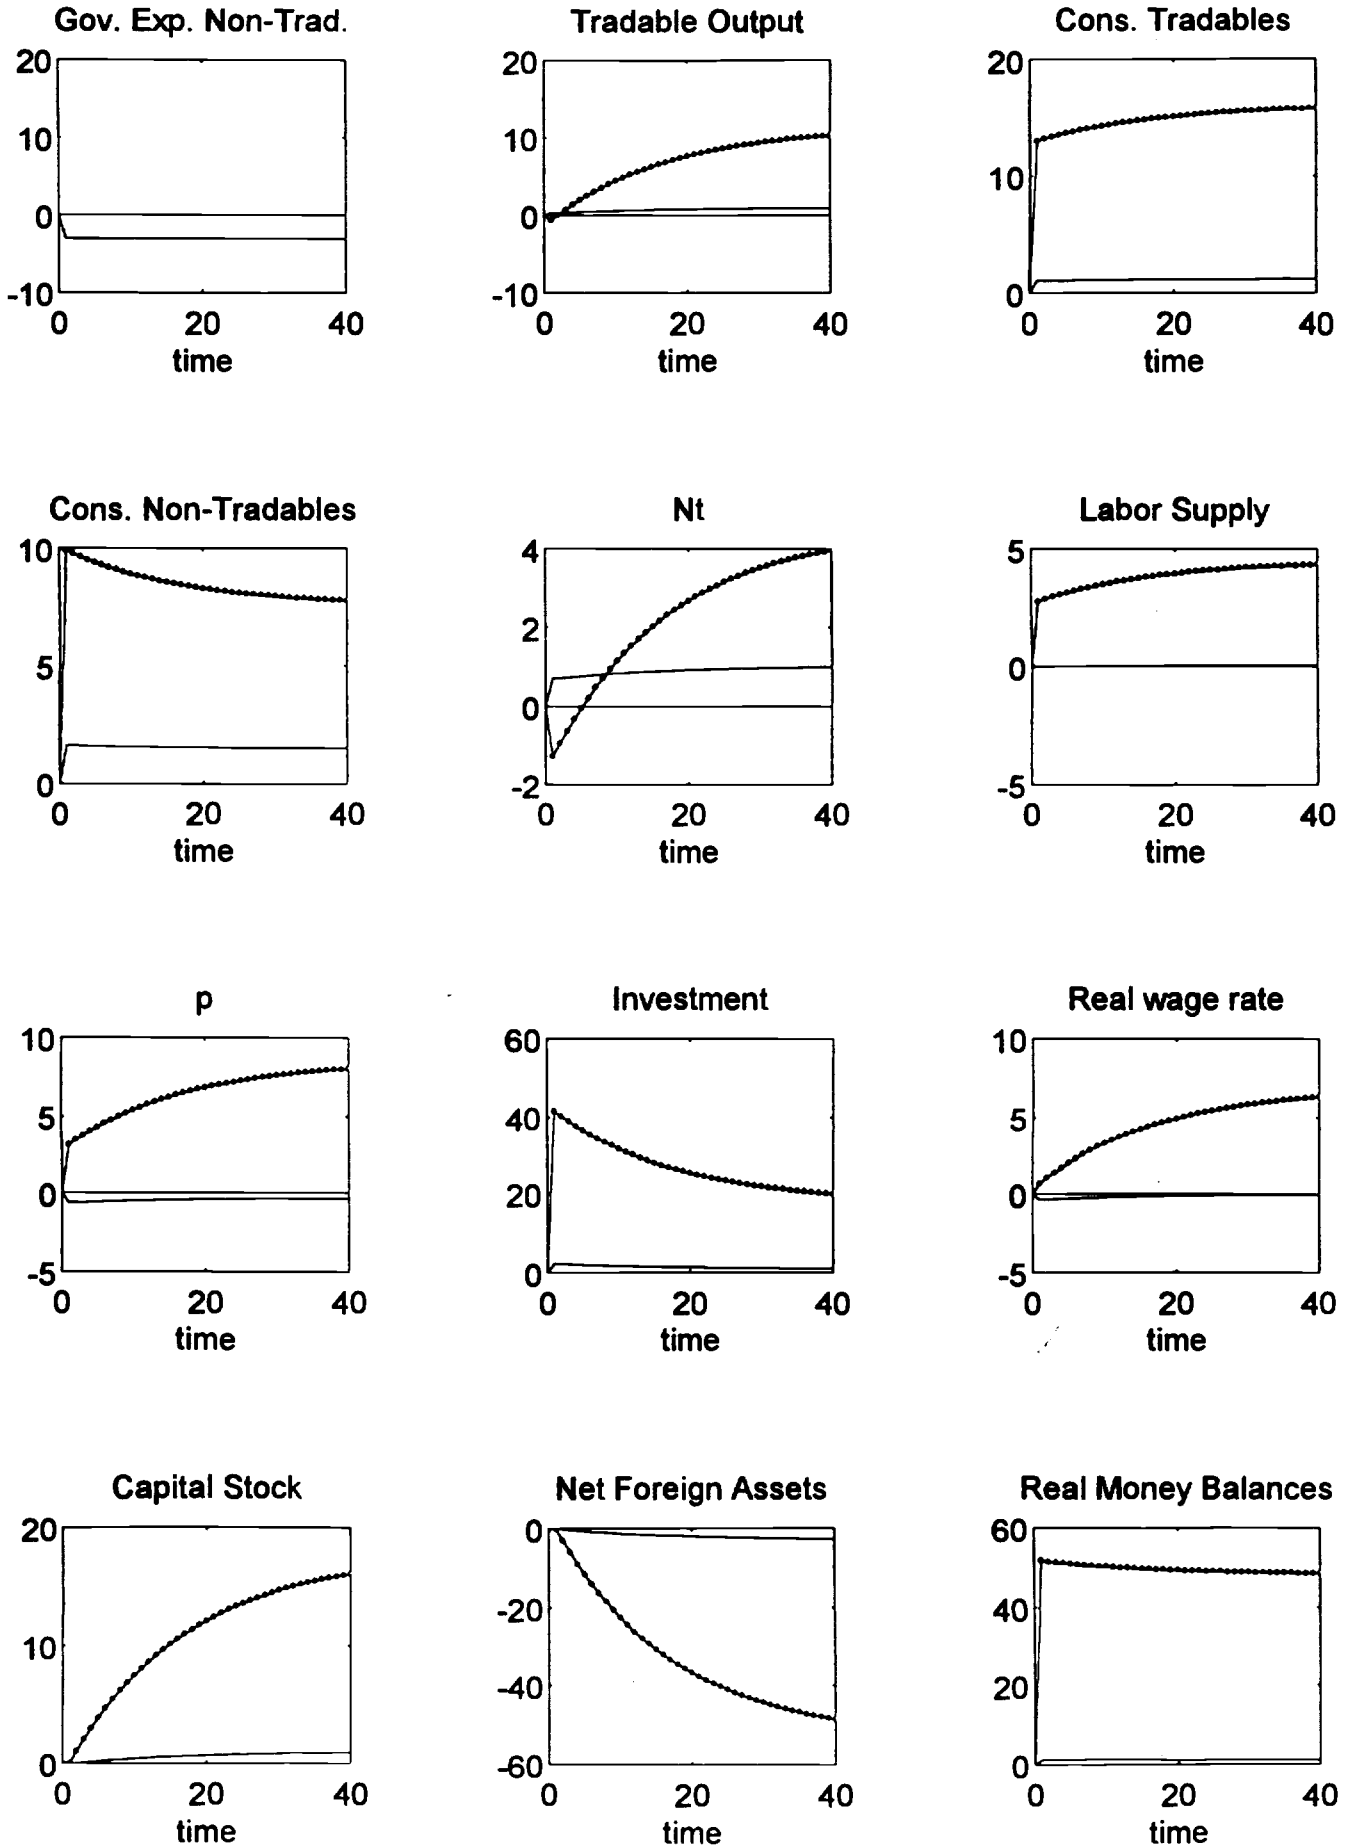 Gov. Exp. Non-Trad. Tradable Output Cons. Tradables
20 20 20
10 10 10
0 0
-10 -10 0
0 20 40 0 20 40 0 20 40
time time time
Cons. Non-Tradables Nt Labor Supply
10 4 5
2
5 0
0
0 -2 -5
0 20 40 0 20 40 0 20 40
time time time
p Investment Real wage rate
10 60 10
5 40 5
0 20 0
-5 0 -5
0 20 40 0 20 40 0 20 40
time time time
Capital Stock Net Foreign Assets Real Money Balances
20 0 60
-20 40
10
-40 20
0 -60 0
0 20 40 0 20 40 0 20 40
time time time